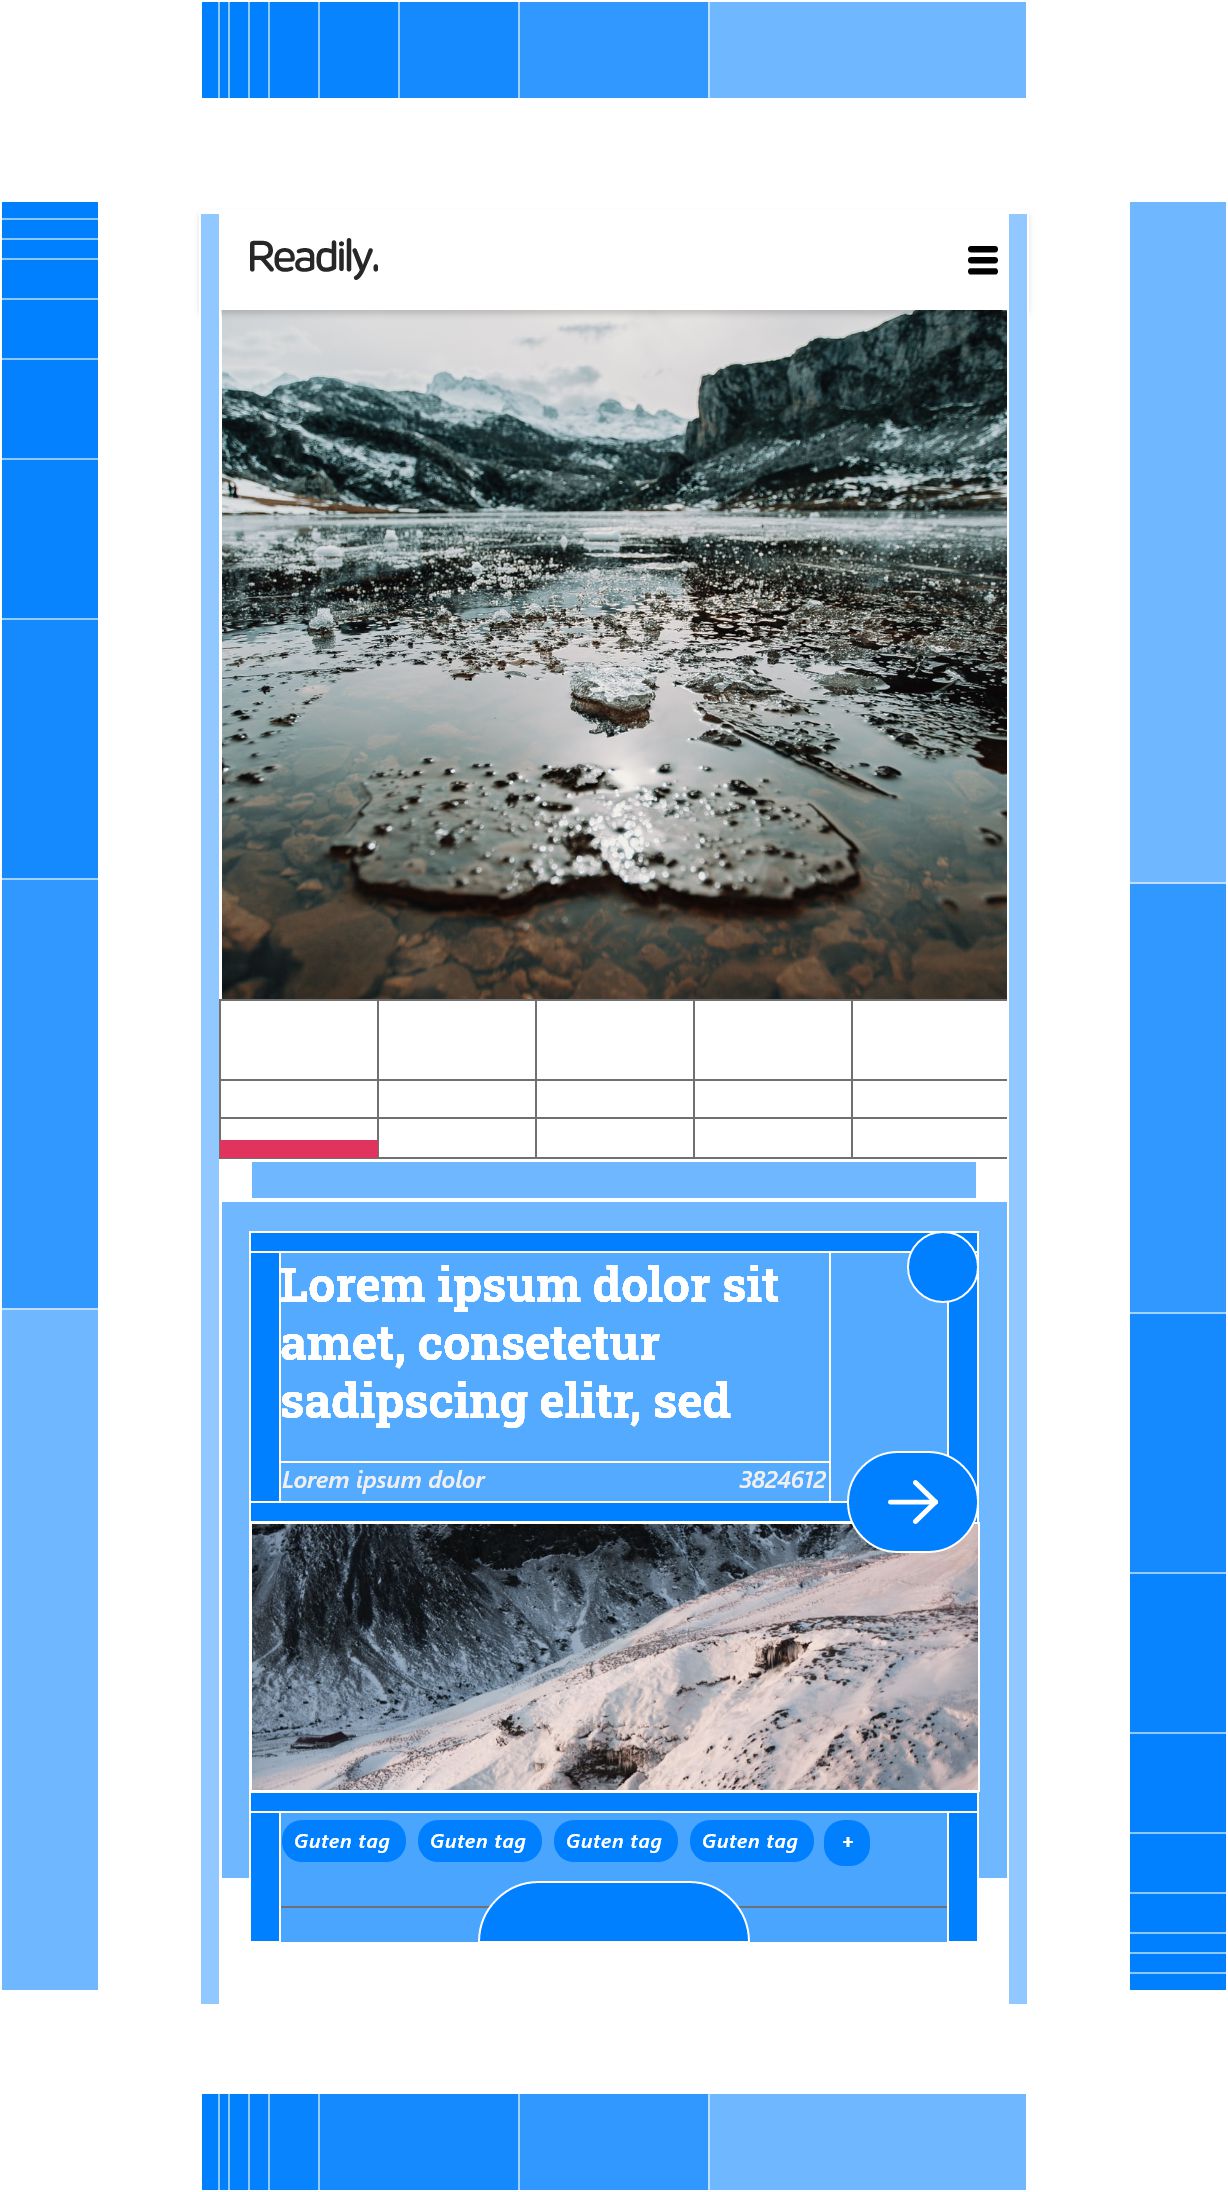 Readily.
Lorem ipsum dolor sit
amet, consetetur
sadipscing elitr, sed
Lorem ipsum dolor 3824612
Guten tag Guten tag Guten tag Guten tag +